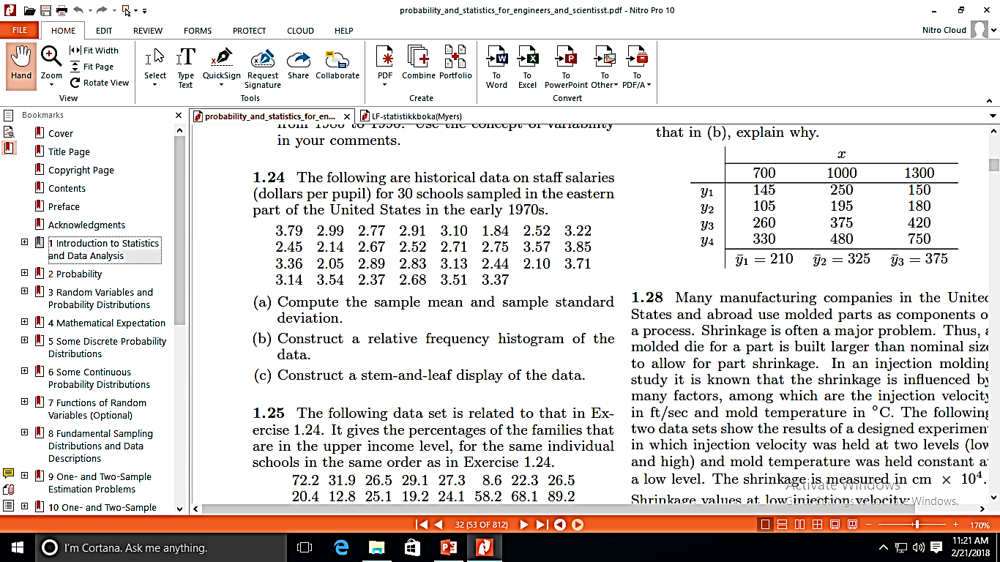 probability_and_statistics_for_engineers_and_scientisst.pdf - Nitro Pro 10
FILE HOME EDIT REVIEW FORMS PROTECT CLOUD HELP
Nitro Cloud
Hand
Zoom
Fit Width
Fit Page
Rotate View
View
Select
Type Text
QuickSign
Request Signature
Share
Collaborate
Tools
PDF
Combine
Portfolio
Create
To Word
To Excel
To PowerPoint
To Other
To PDF/A
Convert
Bookmarks
Cover
Title Page
Copyright Page
Contents
Preface
Acknowledgments
1 Introduction to Statistics
and Data Analysis
2 Probability
3 Random Variables and
Probability Distributions
4 Mathematical Expectation
5 Some Discrete Probability
Distributions
6 Some Continuous
Probability Distributions
7 Functions of Random
Variables (Optional)
8 Fundamental Sampling
Distributions and Data
Descriptions
9 One- and Two-Sample
Estimation Problems
10 One- and Two-Sample
probability_and_statistics_for_en...
LF-statistikkboka(Myers)
from 1980 to 1990. Use the concept of variability
in your comments.
1.24 The following are historical data on staff salaries
(dollars per pupil) for 30 schools sampled in the eastern
part of the United States in the early 1970s.
3.79 2.99 2.77 2.91 3.10 1.84 2.52 3.22
2.45 2.14 2.67 2.52 2.71 2.75 3.57 3.85
3.36 2.05 2.89 2.83 3.13 2.44 2.10 3.71
3.14 3.54 2.37 2.68 3.51 3.37
(a) Compute the sample mean and sample standard
deviation.
(b) Construct a relative frequency histogram of the
data.
(c) Construct a stem-and-leaf display of the data.
1.25 The following data set is related to that in Ex-
ercise 1.24. It gives the percentages of the families that
are in the upper income level, for the same individual
schools in the same order as in Exercise 1.24.
72.2 31.9 26.5 29.1 27.3 8.6 22.3 26.5
20.4 12.8 25.1 19.2 24.1 58.2 68.1 89.2
that in (b), explain why.
x
700 1000 1300
y1 145 250 150
y2 105 195 180
y3 260 375 420
y4 330 480 750
ȳ1 = 210 ȳ2 = 325 ȳ3 = 375
1.28 Many manufacturing companies in the United
States and abroad use molded parts as components o
a process. Shrinkage is often a major problem. Thus, a
molded die for a part is built larger than nominal size
to allow for part shrinkage. In an injection molding
study it is known that the shrinkage is influenced by
many factors, among which are the injection velocity
in ft/sec and mold temperature in °C. The following
two data sets show the results of a designed experiment
in which injection velocity was held at two levels (low
and high) and mold temperature was held constant a
a low level. The shrinkage is measured in cm × 10⁴.
Shrinkage values at low injection velocity:
Activate Windows
Windows.
32 (53 OF 812)
170%
I'm Cortana. Ask me anything.
11:21 AM
2/21/2018